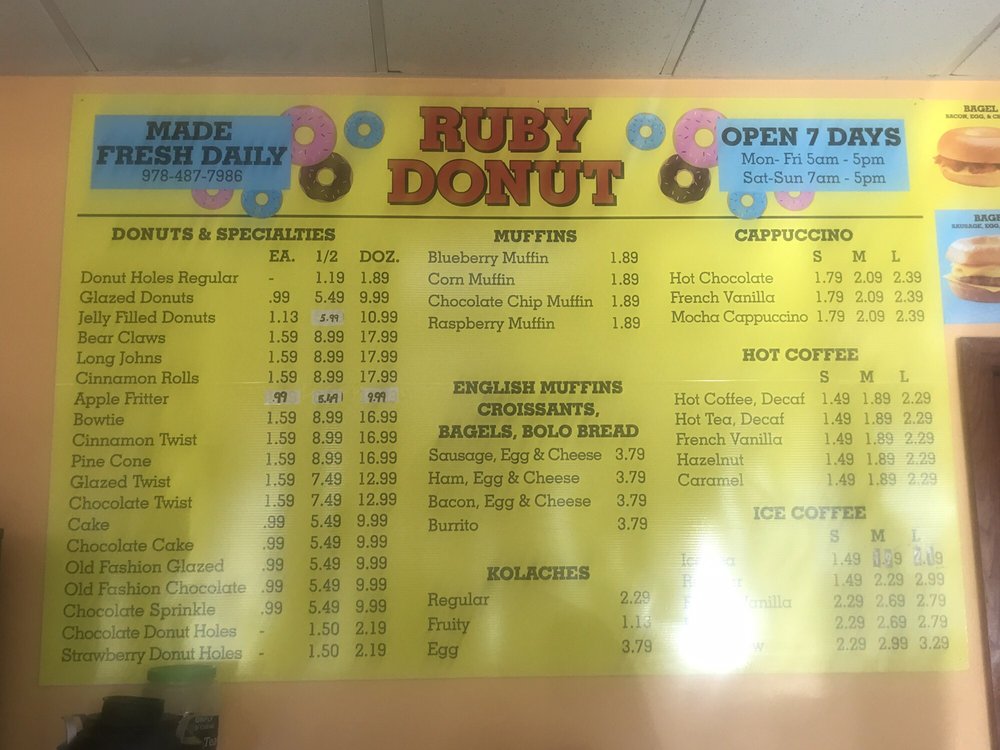 MADE
FRESH DAILY
978-487-7986
RUBY
DONUT
OPEN 7 DAYS
Mon- Fri 5am - 5pm
Sat-Sun 7am - 5pm
DONUTS & SPECIALTIES
EA. 1/2 DOZ.
Donut Holes Regular - 1.19 1.89
Glazed Donuts .99 5.49 9.99
Jelly Filled Donuts 1.13 5.99 10.99
Bear Claws 1.59 8.99 17.99
Long Johns 1.59 8.99 17.99
Cinnamon Rolls 1.59 8.99 17.99
Apple Fritter .99 5.49 9.99
Bowtie 1.59 8.99 16.99
Cinnamon Twist 1.59 8.99 16.99
Pine Cone 1.59 8.99 16.99
Glazed Twist 1.59 7.49 12.99
Chocolate Twist 1.59 7.49 12.99
Cake .99 5.49 9.99
Chocolate Cake .99 5.49 9.99
Old Fashion Glazed .99 5.49 9.99
Old Fashion Chocolate .99 5.49 9.99
Chocolate Sprinkle .99 5.49 9.99
Chocolate Donut Holes - 1.50 2.19
Strawberry Donut Holes - 1.50 2.19
MUFFINS
Blueberry Muffin 1.89
Corn Muffin 1.89
Chocolate Chip Muffin 1.89
Raspberry Muffin 1.89
ENGLISH MUFFINS
CROISSANTS,
BAGELS, BOLO BREAD
Sausage, Egg & Cheese 3.79
Ham, Egg & Cheese 3.79
Bacon, Egg & Cheese 3.79
Burrito 3.79
KOLACHES
Regular 2.29
Fruity 1.13
Egg 3.79
CAPPUCCINO
S M L
Hot Chocolate 1.79 2.09 2.39
French Vanilla 1.79 2.09 2.39
Mocha Cappuccino 1.79 2.09 2.39
HOT COFFEE
S M L
Hot Coffee, Decaf 1.49 1.89 2.29
Hot Tea, Decaf 1.49 1.89 2.29
French Vanilla 1.49 1.89 2.29
Hazelnut 1.49 1.89 2.29
Caramel 1.49 1.89 2.29
ICE COFFEE
S M L
1.49
1.49 2.29 2.99
2.29 2.69 2.79
2.29 2.69 2.79
2.29 2.99 3.29
BAGEL
BACON, EGG, &
SAUSAGE, EGG,